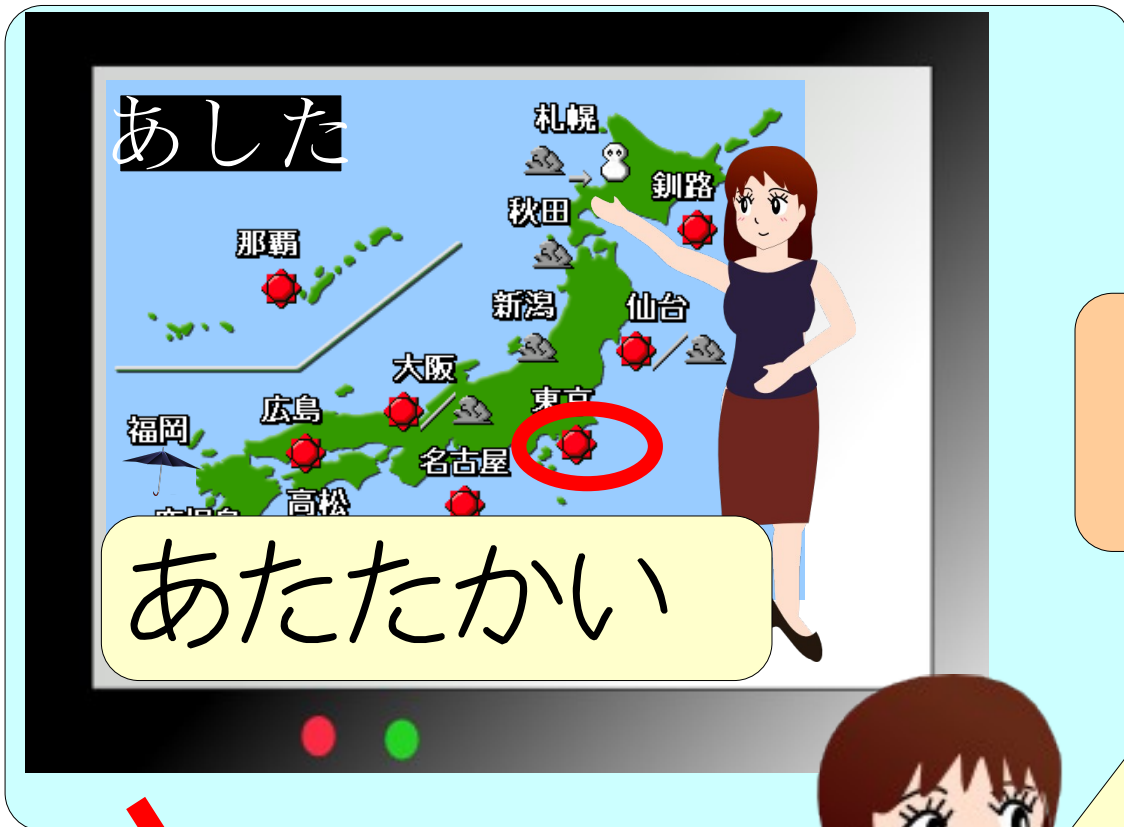 あした
札幌
釧路
秋田
那覇
新潟
仙台
大阪
東京
広島
福岡
名古屋
高松
あたたかい